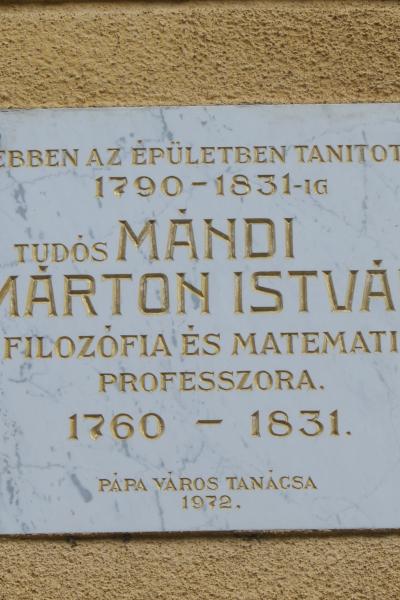 EBBEN AZ ÉPÜLETBEN TANITOT
1790-1831-IG
TUDÓS MÁNDI
MÁRTON ISTVÁ
FILOZÓFIA ÉS MATEMATI
PROFESSZORA.
1760 - 1831.
PÁPA VÁROS TANÁCSA
1972.